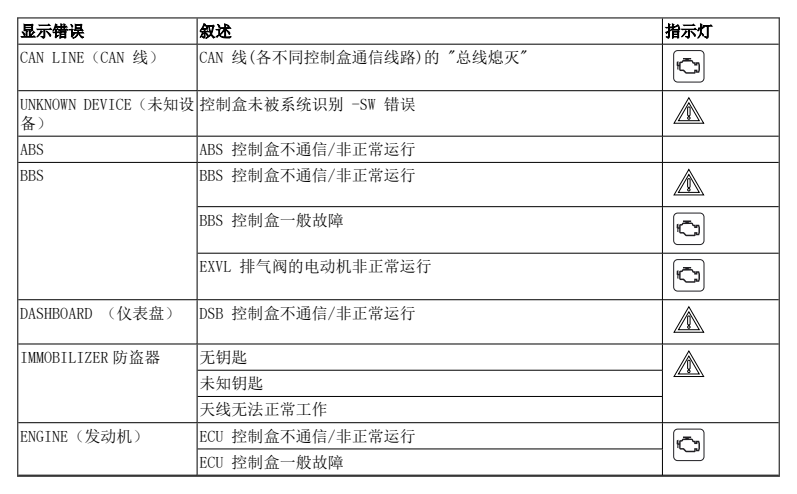 显示错误 叙述 指示灯
CAN LINE（CAN 线） CAN 线(各不同控制盒通信线路)的 "总线熄灭"
UNKNOWN DEVICE（未知设 控制盒未被系统识别 -SW 错误
备）
ABS ABS 控制盒不通信/非正常运行
BBS BBS 控制盒不通信/非正常运行
BBS 控制盒一般故障
EXVL 排气阀的电动机非正常运行
DASHBOARD （仪表盘） DSB 控制盒不通信/非正常运行
IMMOBILIZER 防盗器 无钥匙
未知钥匙
天线无法正常工作
ENGINE（发动机） ECU 控制盒不通信/非正常运行
ECU 控制盒一般故障